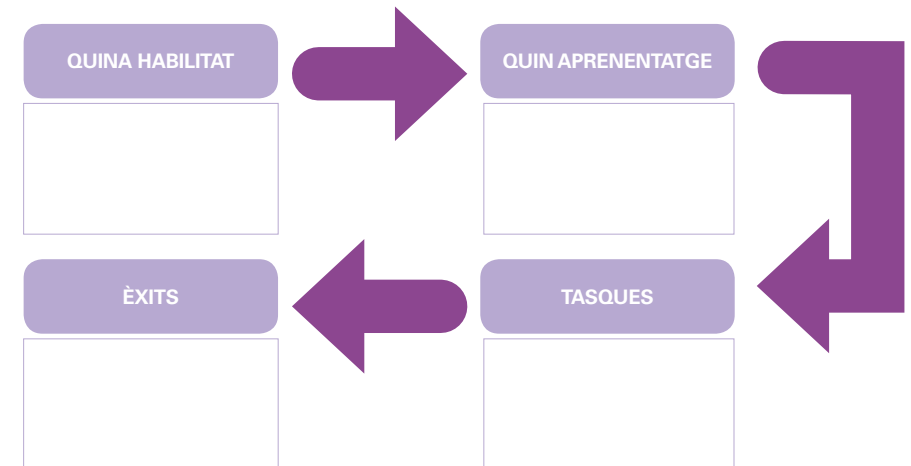 QUINA HABILITAT
QUIN APRENENTATGE
ÈXITS
TASQUES